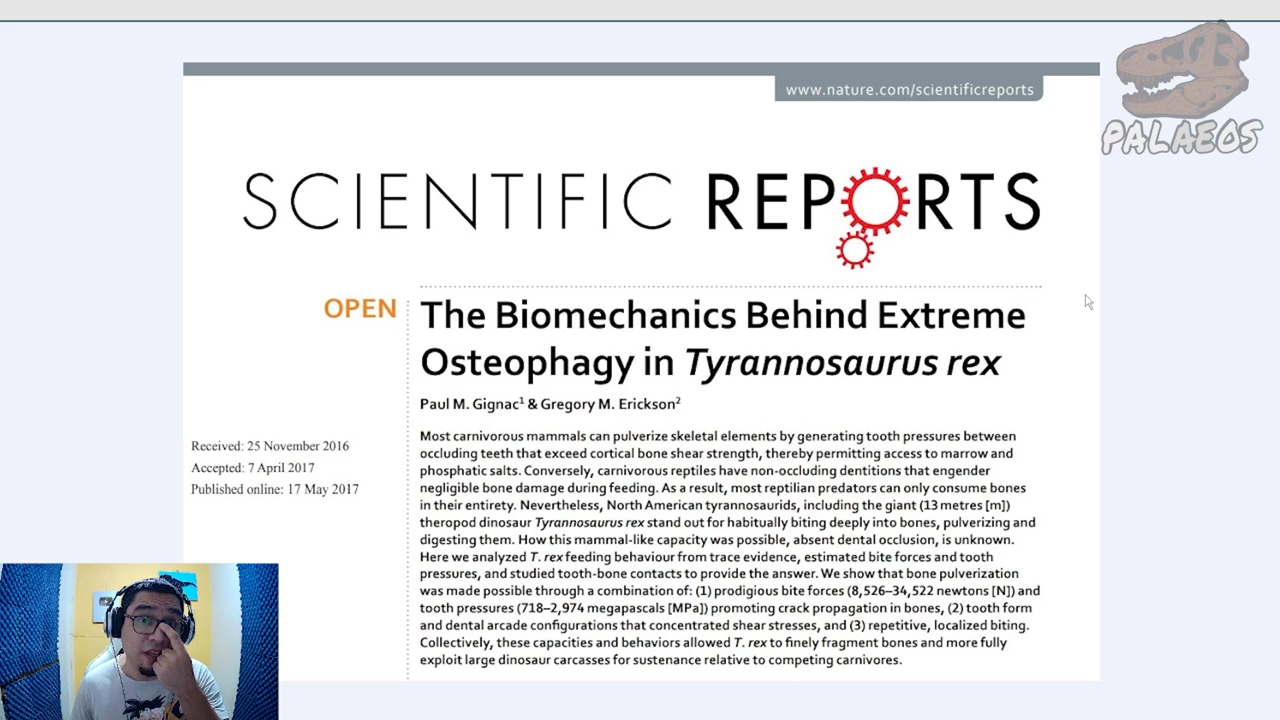 www.nature.com/scientificreports
PALAEOS
SCIENTIFIC REPORTS
OPEN
The Biomechanics Behind Extreme
Osteophagy in Tyrannosaurus rex
Paul M. Gignac¹ & Gregory M. Erickson²
Received: 25 November 2016
Accepted: 7 April 2017
Published online: 17 May 2017
Most carnivorous mammals can pulverize skeletal elements by generating tooth pressures between
occluding teeth that exceed cortical bone shear strength, thereby permitting access to marrow and
phosphatic salts. Conversely, carnivorous reptiles have non-occluding dentitions that engender
negligible bone damage during feeding. As a result, most reptilian predators can only consume bones
in their entirety. Nevertheless, North American tyrannosaurids, including the giant (13 metres [m])
theropod dinosaur Tyrannosaurus rex stand out for habitually biting deeply into bones, pulverizing and
digesting them. How this mammal-like capacity was possible, absent dental occlusion, is unknown.
Here we analyzed T. rex feeding behaviour from trace evidence, estimated bite forces and tooth
pressures, and studied tooth-bone contacts to provide the answer. We show that bone pulverization
was made possible through a combination of: (1) prodigious bite forces (8,526–34,522 newtons [N]) and
tooth pressures (718–2,974 megapascals [MPa]) promoting crack propagation in bones, (2) tooth form
and dental arcade configurations that concentrated shear stresses, and (3) repetitive, localized biting.
Collectively, these capacities and behaviors allowed T. rex to finely fragment bones and more fully
exploit large dinosaur carcasses for sustenance relative to competing carnivores.